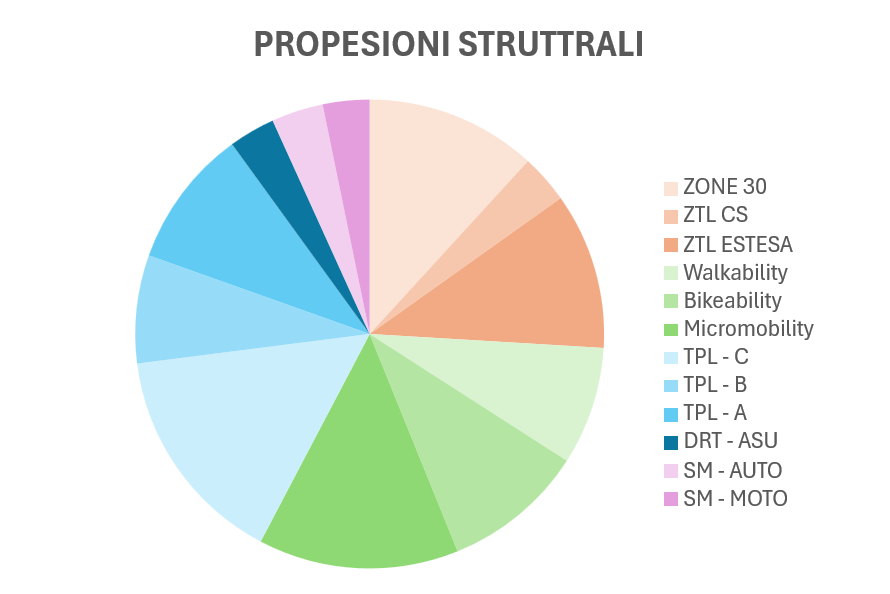 PROPESIONI STRUTTRALI
ZONE 30
ZTL CS
ZTL ESTESA
Walkability
Bikeability
Micromobility
TPL - C
TPL - B
TPL - A
DRT - ASU
SM - AUTO
SM - MOTO